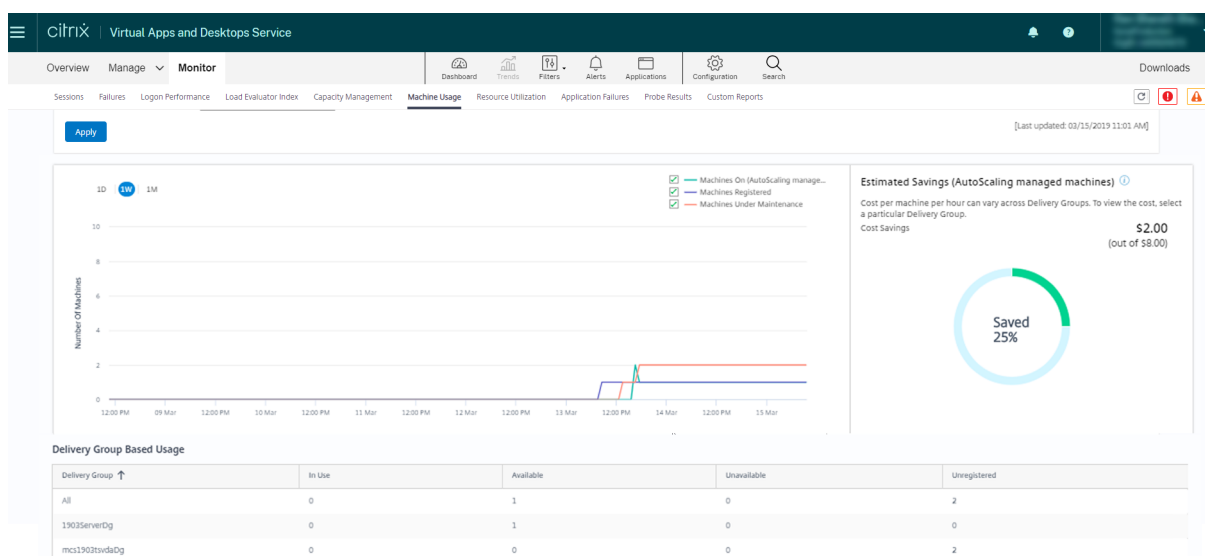 citrix | Virtual Apps and Desktops Service
Overview Manage Monitor
Dashboard Trends Filters Alerts Applications Configuration Search
Downloads
Sessions Failures Logon Performance Load Evaluator Index Capacity Management Machine Usage Resource Utilization Application Failures Probe Results Custom Reports
Apply
[Last updated: 03/15/2019 11:01 AM]
1D 1W 1M
Machines On (AutoScaling manage...
Machines Registered
Machines Under Maintenance
10
8
6
4
2
0
Number Of Machines
12:00 PM 09 Mar 12:00 PM 10 Mar 12:00 PM 11 Mar 12:00 PM 12 Mar 12:00 PM 13 Mar 12:00 PM 14 Mar 12:00 PM 15 Mar
Estimated Savings (AutoScaling managed machines)
Cost per machine per hour can vary across Delivery Groups. To view the cost, select
a particular Delivery Group.
Cost Savings $2.00
(out of $8.00)
Saved
25%
Delivery Group Based Usage
Delivery Group In Use Available Unavailable Unregistered
All 0 1 0 2
1903ServerDg 0 1 0 0
mcs1903tsvdaDg 0 0 0 2